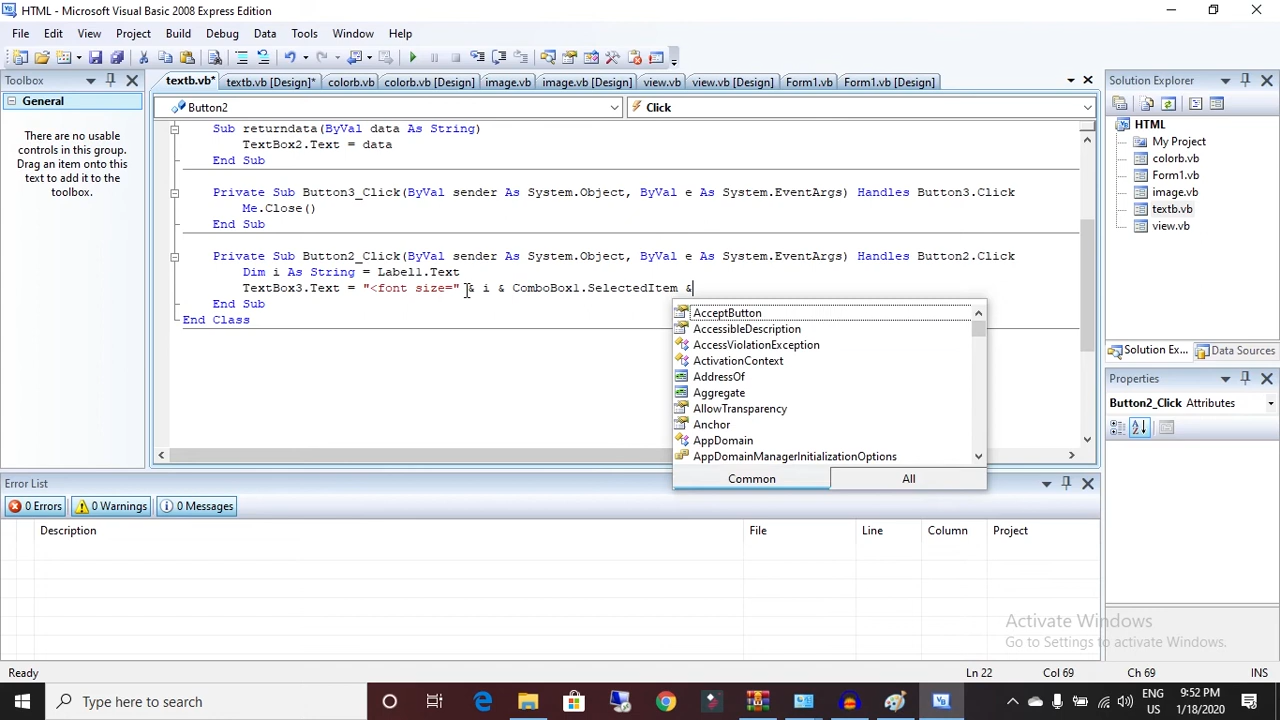 HTML - Microsoft Visual Basic 2008 Express Edition
File Edit View Project Build Debug Data Tools Window Help
Toolbox
General
There are no usable
controls in this group.
Drag an item onto this
text to add it to the
toolbox.
textb.vb* textb.vb [Design]* colorb.vb colorb.vb [Design] image.vb image.vb [Design] view.vb view.vb [Design] Form1.vb Form1.vb [Design]
Button2 Click
Sub returndata(ByVal data As String)
TextBox2.Text = data
End Sub
Private Sub Button3_Click(ByVal sender As System.Object, ByVal e As System.EventArgs) Handles Button3.Click
Me.Close()
End Sub
Private Sub Button2_Click(ByVal sender As System.Object, ByVal e As System.EventArgs) Handles Button2.Click
Dim i As String = Label1.Text
TextBox3.Text = "<font size=" & i & ComboBox1.SelectedItem &
End Sub
End Class
AcceptButton
AccessibleDescription
AccessViolationException
ActivationContext
AddressOf
Aggregate
AllowTransparency
Anchor
AppDomain
AppDomainManagerInitializationOptions
Common All
Solution Explorer
HTML
My Project
colorb.vb
Form1.vb
image.vb
textb.vb
view.vb
Solution Ex... Data Sources
Properties
Button2_Click Attributes
Error List
0 Errors 0 Warnings 0 Messages
Description File Line Column Project
Activate Windows
Go to Settings to activate Windows.
Ready Ln 22 Col 69 Ch 69 INS
Type here to search
ENG
US
9:52 PM
1/18/2020